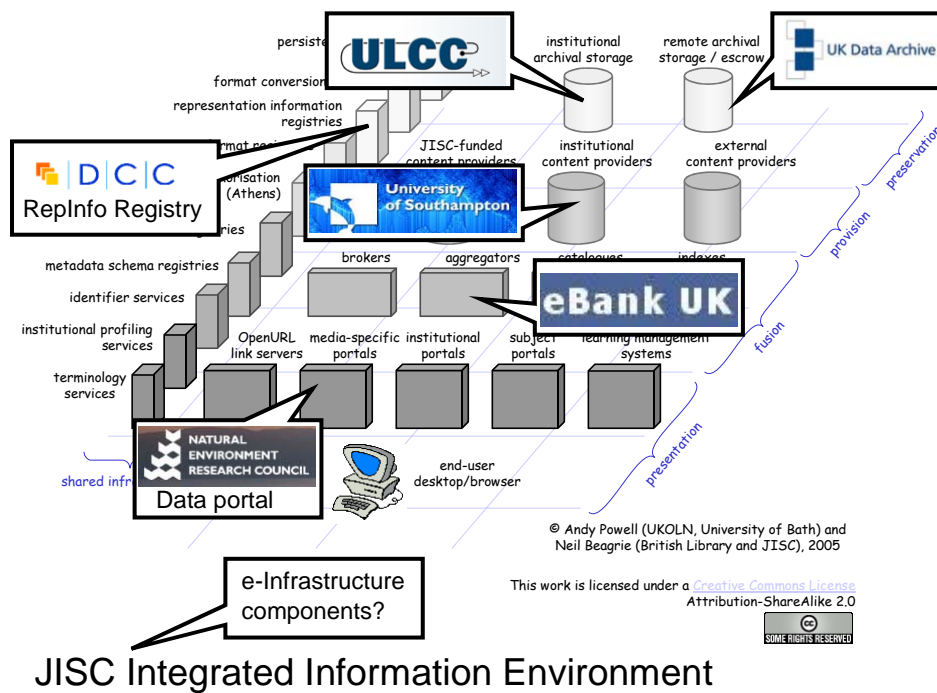 persiste
ULCC
institutional
archival storage
remote archival
storage / escrow
UK Data Archive
format conversion
representation information
registries
JISC-funded
content providers
institutional
content providers
external
content providers
preservation
D|C|C
RepInfo Registry
(Athens)
University
of Southampton
provision
metadata schema registries
brokers
aggregators
identifier services
eBank UK
institutional profiling
services
OpenURL
link servers
media-specific
portals
institutional
portals
subject
portals
learning management
systems
fusion
terminology
services
NATURAL
ENVIRONMENT
RESEARCH COUNCIL
Data portal
shared infr
end-user
desktop/browser
presentation
© Andy Powell (UKOLN, University of Bath) and
Neil Beagrie (British Library and JISC), 2005
e-Infrastructure
components?
This work is licensed under a Creative Commons License
Attribution-ShareAlike 2.0
cc
SOME RIGHTS RESERVED
JISC Integrated Information Environment